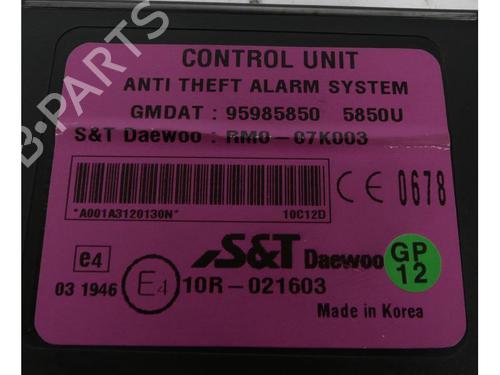 CONTROL UNIT
ANTI THEFT ALARM SYSTEM
GMDAT : 95985850 5850U
S&T Daewoo : RMO-07K003
*A001A3120130N* 10C12D
CE 0678
e4
S&T Daewoo
GP 12
03 1946 E4 10R-021603
Made in Korea
B-PARTS